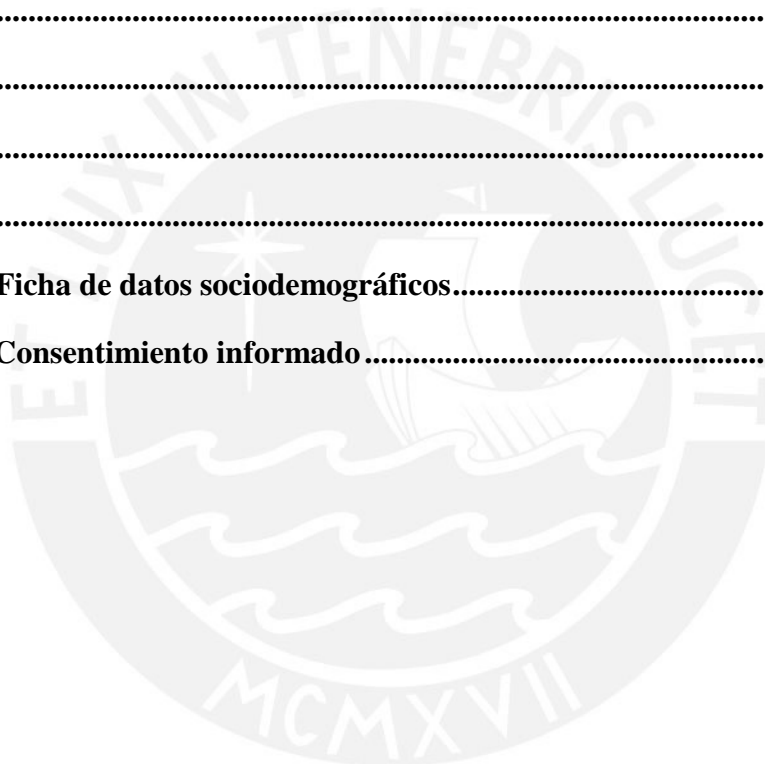 ..........................................................................................
..........................................................................................
..........................................................................................
..........................................................................................
Ficha de datos sociodemográficos.....................................
Consentimiento informado................................................
ET LUX IN TENEBRIS LUCET
MCMXVII